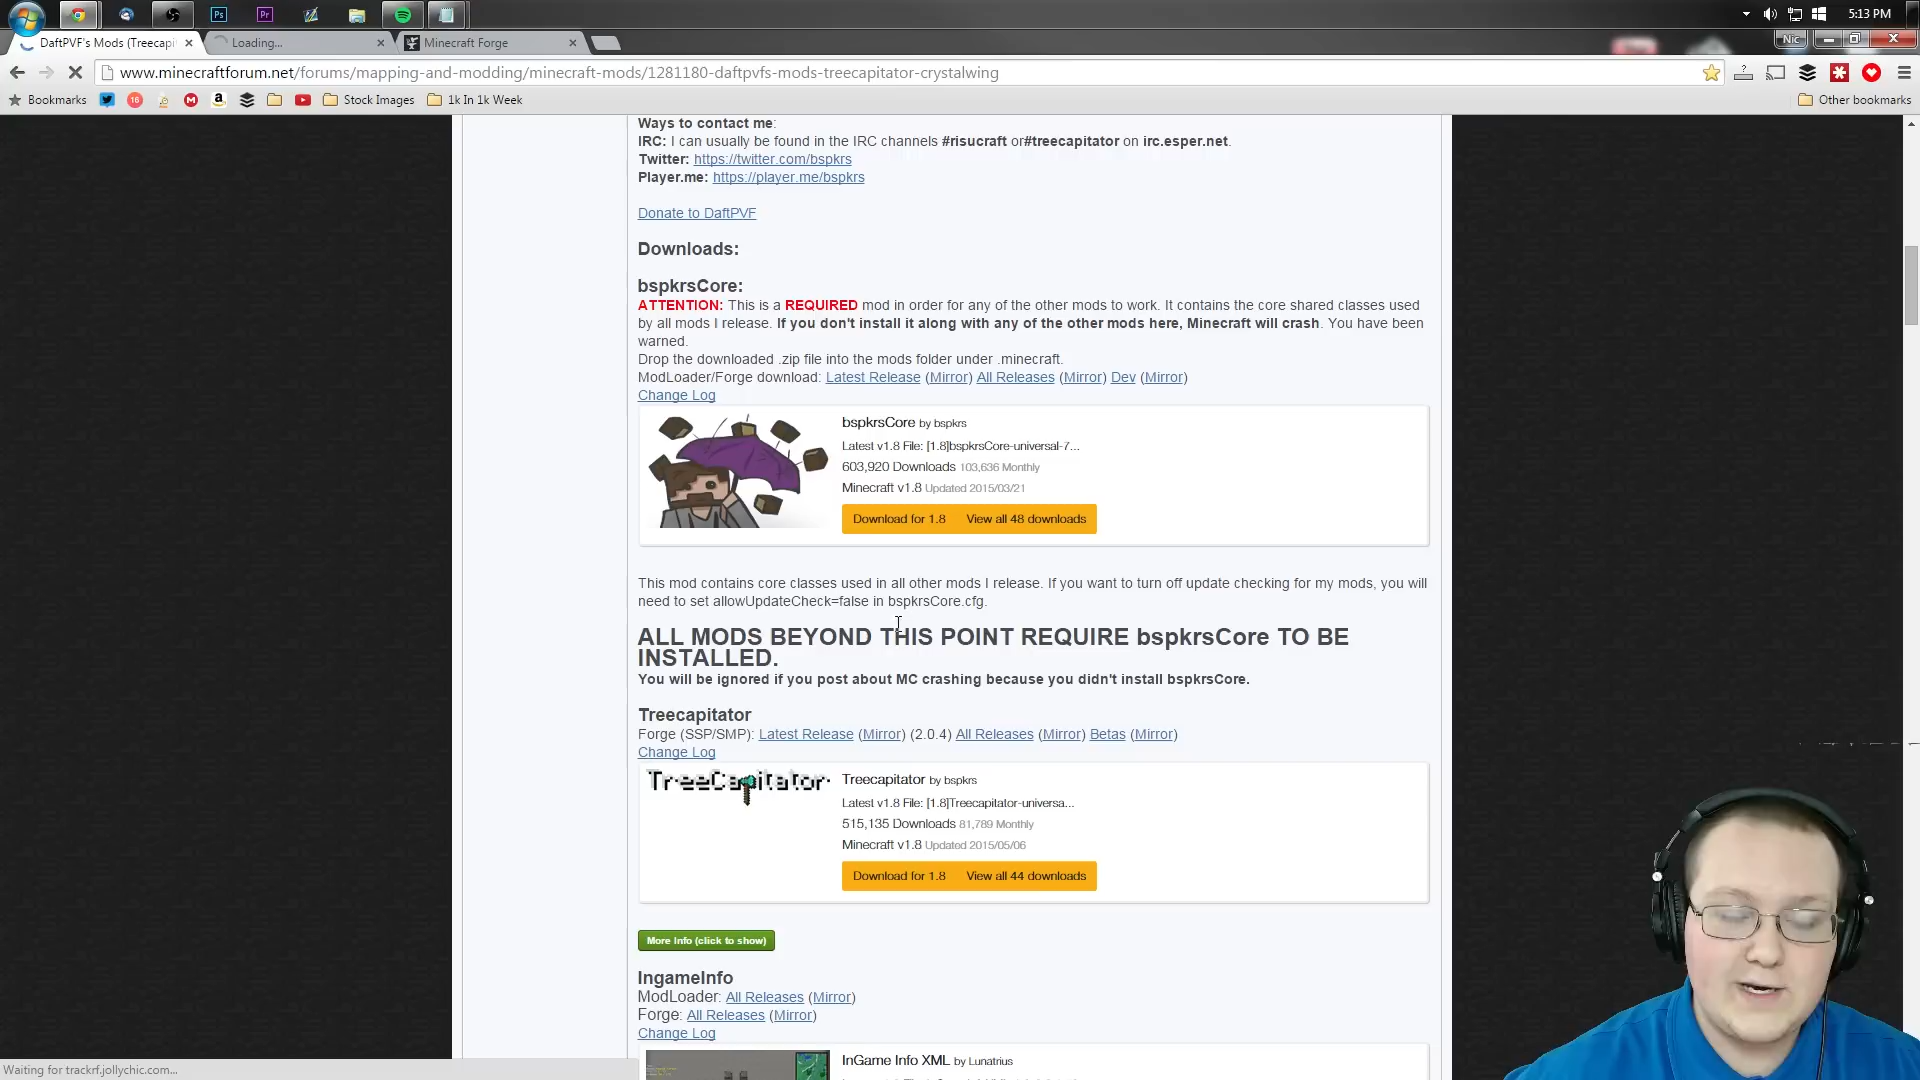 5:13 PM
DaftPVF's Mods (Treecapit
Loading...
Minecraft Forge
Nic
www.minecraftforum.net/forums/mapping-and-modding/minecraft-mods/1281180-daftpvfs-mods-treecapitator-crystalwing
Bookmarks
Stock Images
1k In 1k Week
Other bookmarks
Ways to contact me:
IRC: I can usually be found in the IRC channels #risucraft or#treecapitator on irc.esper.net.
Twitter: https://twitter.com/bspkrs
Player.me: https://player.me/bspkrs
Donate to DaftPVF
Downloads:
bspkrsCore:
ATTENTION: This is a REQUIRED mod in order for any of the other mods to work. It contains the core shared classes used
by all mods I release. If you don't install it along with any of the other mods here, Minecraft will crash. You have been
warned.
Drop the downloaded .zip file into the mods folder under .minecraft.
ModLoader/Forge download: Latest Release (Mirror) All Releases (Mirror) Dev (Mirror)
Change Log
bspkrsCore by bspkrs
Latest v1.8 File: [1.8]bspkrsCore-universal-7...
603,920 Downloads 103,636 Monthly
Minecraft v1.8 Updated 2015/03/21
Download for 1.8 View all 48 downloads
This mod contains core classes used in all other mods I release. If you want to turn off update checking for my mods, you will
need to set allowUpdateCheck=false in bspkrsCore.cfg.
ALL MODS BEYOND THIS POINT REQUIRE bspkrsCore TO BE
INSTALLED.
You will be ignored if you post about MC crashing because you didn't install bspkrsCore.
Treecapitator
Forge (SSP/SMP): Latest Release (Mirror) (2.0.4) All Releases (Mirror) Betas (Mirror)
Change Log
TreeCapitator
Treecapitator by bspkrs
Latest v1.8 File: [1.8]Treecapitator-universa...
515,135 Downloads 81,789 Monthly
Minecraft v1.8 Updated 2015/05/06
Download for 1.8 View all 44 downloads
More Info (click to show)
IngameInfo
ModLoader: All Releases (Mirror)
Forge: All Releases (Mirror)
Change Log
InGame Info XML by Lunatrius
Waiting for trackrf.jollychic.com...